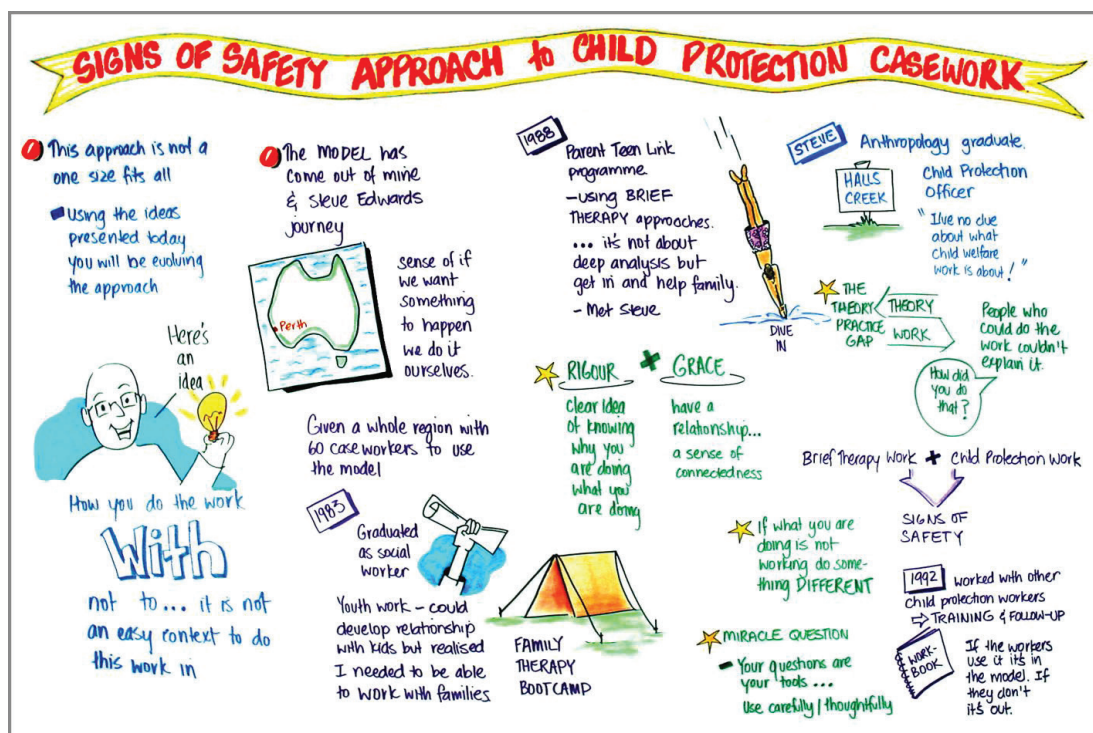 SIGNS OF SAFETY APPROACH to CHILD PROTECTION CASEWORK
This approach is not a
one size fits all
using the ideas
presented today
you will be evolving
the approach
Here's
an
idea
How you do the work
With
not to... it is not
an easy context to do
this work in
The MODEL has
come out of mine
& steve Edwards
journey
Perth
sense of if
we want
something
to happen
we do it
ourselves.
Given a whole region with
60 case workers to use
the model
1983
Graduated
as social
worker
Youth work – could
develop relationship
with kids but realised
I needed to be able
to work with families
FAMILY
THERAPY
BOOTCAMP
1988
Parent Teen Link
programme
– using BRIEF
THERAPY approaches.
... it's not about
deep analysis but
get in and help family.
- Met Steve
DIVE
IN
RIGOUR + GRACE
clear idea
of knowing
why you
are doing
what you
are doing
have a
relationship...
a sense of
connectedness
STEVE
Anthropology graduate.
HALLS
CREEK
Child Protection
Officer
"I've no clue
about what
child welfare
work is about!"
THE
THEORY
PRACTICE
GAP
THEORY
WORK
People who
could do the
work couldn't
explain it.
How did
you do
that?
Brief Therapy Work + Child Protection Work
SIGNS OF
SAFETY
If what you are
doing is not
working do some-
thing DIFFERENT
MIRACLE QUESTION
- Your questions are
your tools ...
use carefully/thoughtfully
1992
worked with other
child protection workers
⇨ TRAINING & FOLLOW-UP
WORK-
BOOK
If the workers
use it its in
the model. If
they don't
it's out.